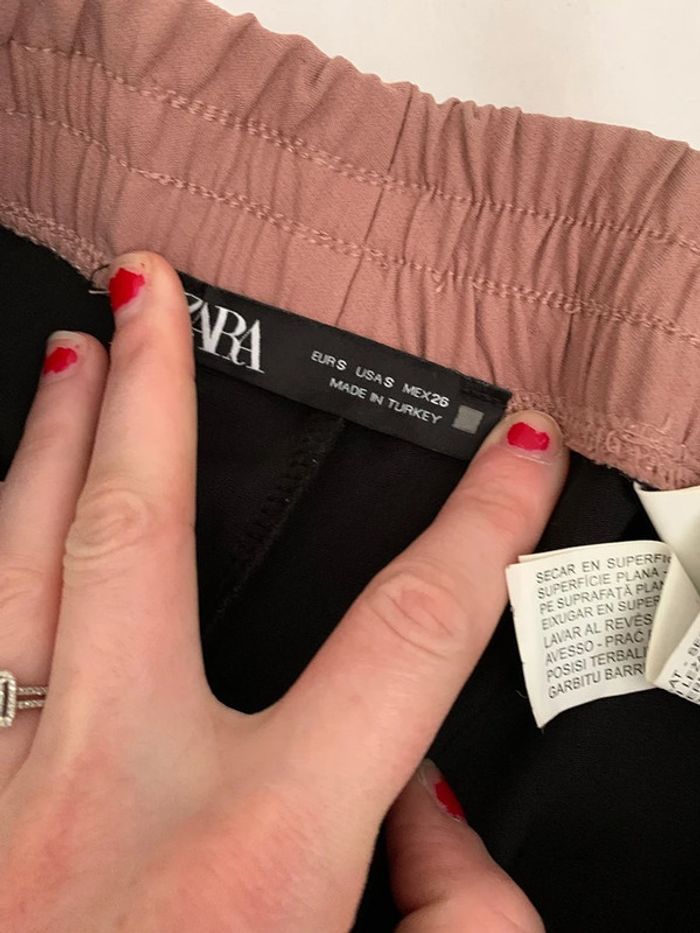 ZARA
EUR S USA S MEX 26
MADE IN TURKEY
SECAR EN SUPERFI
SUPERFÍCIE PLANA -
PE SUPRAFAȚĂ PLAN
EIXUGAR EN SUPER
LAVAR AL REVÉS
AVESSO - PRAĆ
POSISI TERBALI
GARBITU BARR